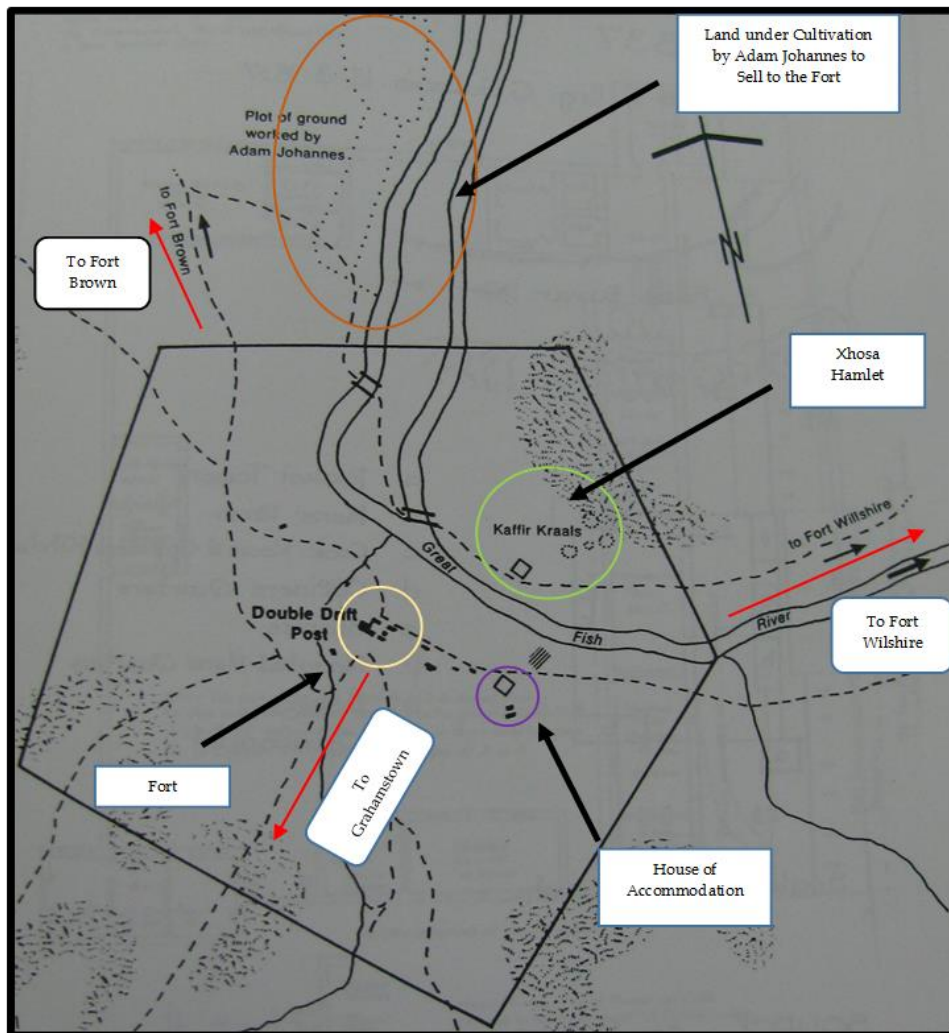 Land under Cultivation
by Adam Johannes to
Sell to the Fort
Plot of ground
worked by
Adam Johannes
to Fort Brown
To Fort
Brown
N
Xhosa
Hamlet
Kaffir Kraals
to Fort Willshire
Great
Fish
River
Double Drift
Post
To Fort
Wilshire
Fort
To
Grahamstown
House of
Accommodation